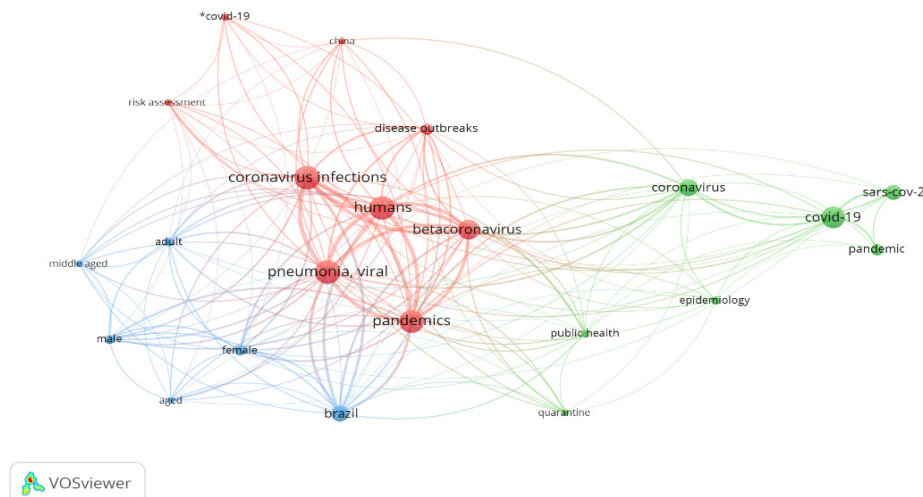 *covid-19
china
risk assessment
disease outbreaks
coronavirus infections
coronavirus
sars-cov-2
humans
covid-19
betacoronavirus
adult
pandemic
middle aged
pneumonia, viral
epidemiology
pandemics
public health
male
female
aged
brazil
quarantine
VOSviewer